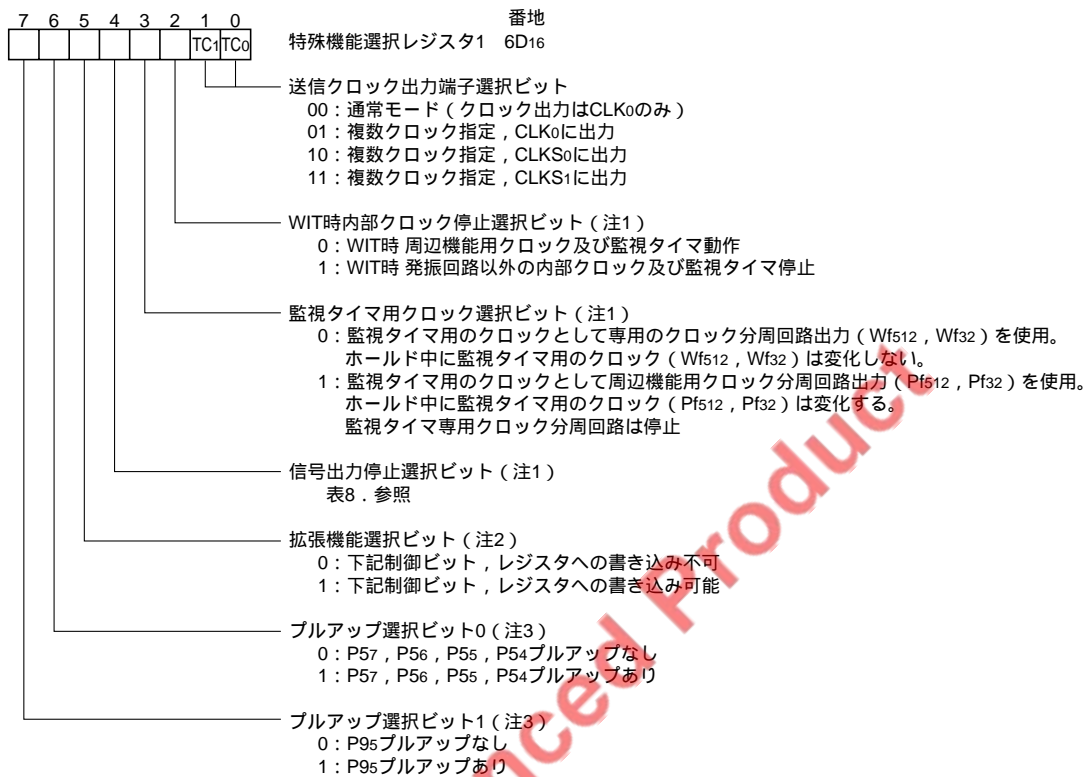 番地
7 6 5 4 3 2 1 0
TC1 TC0 特殊機能選択レジスタ1 6D16
送信クロック出力端子選択ビット
00：通常モード（クロック出力はCLK0のみ）
01：複数クロック指定，CLK0に出力
10：複数クロック指定，CLKS0に出力
11：複数クロック指定，CLKS1に出力
WIT時内部クロック停止選択ビット（注1）
0：WIT時 周辺機能用クロック及び監視タイマ動作
1：WIT時 発振回路以外の内部クロック及び監視タイマ停止
監視タイマ用クロック選択ビット（注1）
0：監視タイマ用のクロックとして専用のクロック分周回路出力（Wf512，Wf32）を使用。
ホールド中に監視タイマ用のクロック（Wf512，Wf32）は変化しない。
1：監視タイマ用のクロックとして周辺機能用クロック分周回路出力（Pf512，Pf32）を使用。
ホールド中に監視タイマ用のクロック（Pf512，Pf32）は変化する。
監視タイマ専用クロック分周回路は停止
信号出力停止選択ビット（注1）
表8．参照
拡張機能選択ビット（注2）
0：下記制御ビット，レジスタへの書き込み不可
1：下記制御ビット，レジスタへの書き込み可能
プルアップ選択ビット0（注3）
0：P57，P56，P55，P54プルアップなし
1：P57，P56，P55，P54プルアップあり
プルアップ選択ビット1（注3）
0：P95プルアップなし
1：P95プルアップあり
nced Product